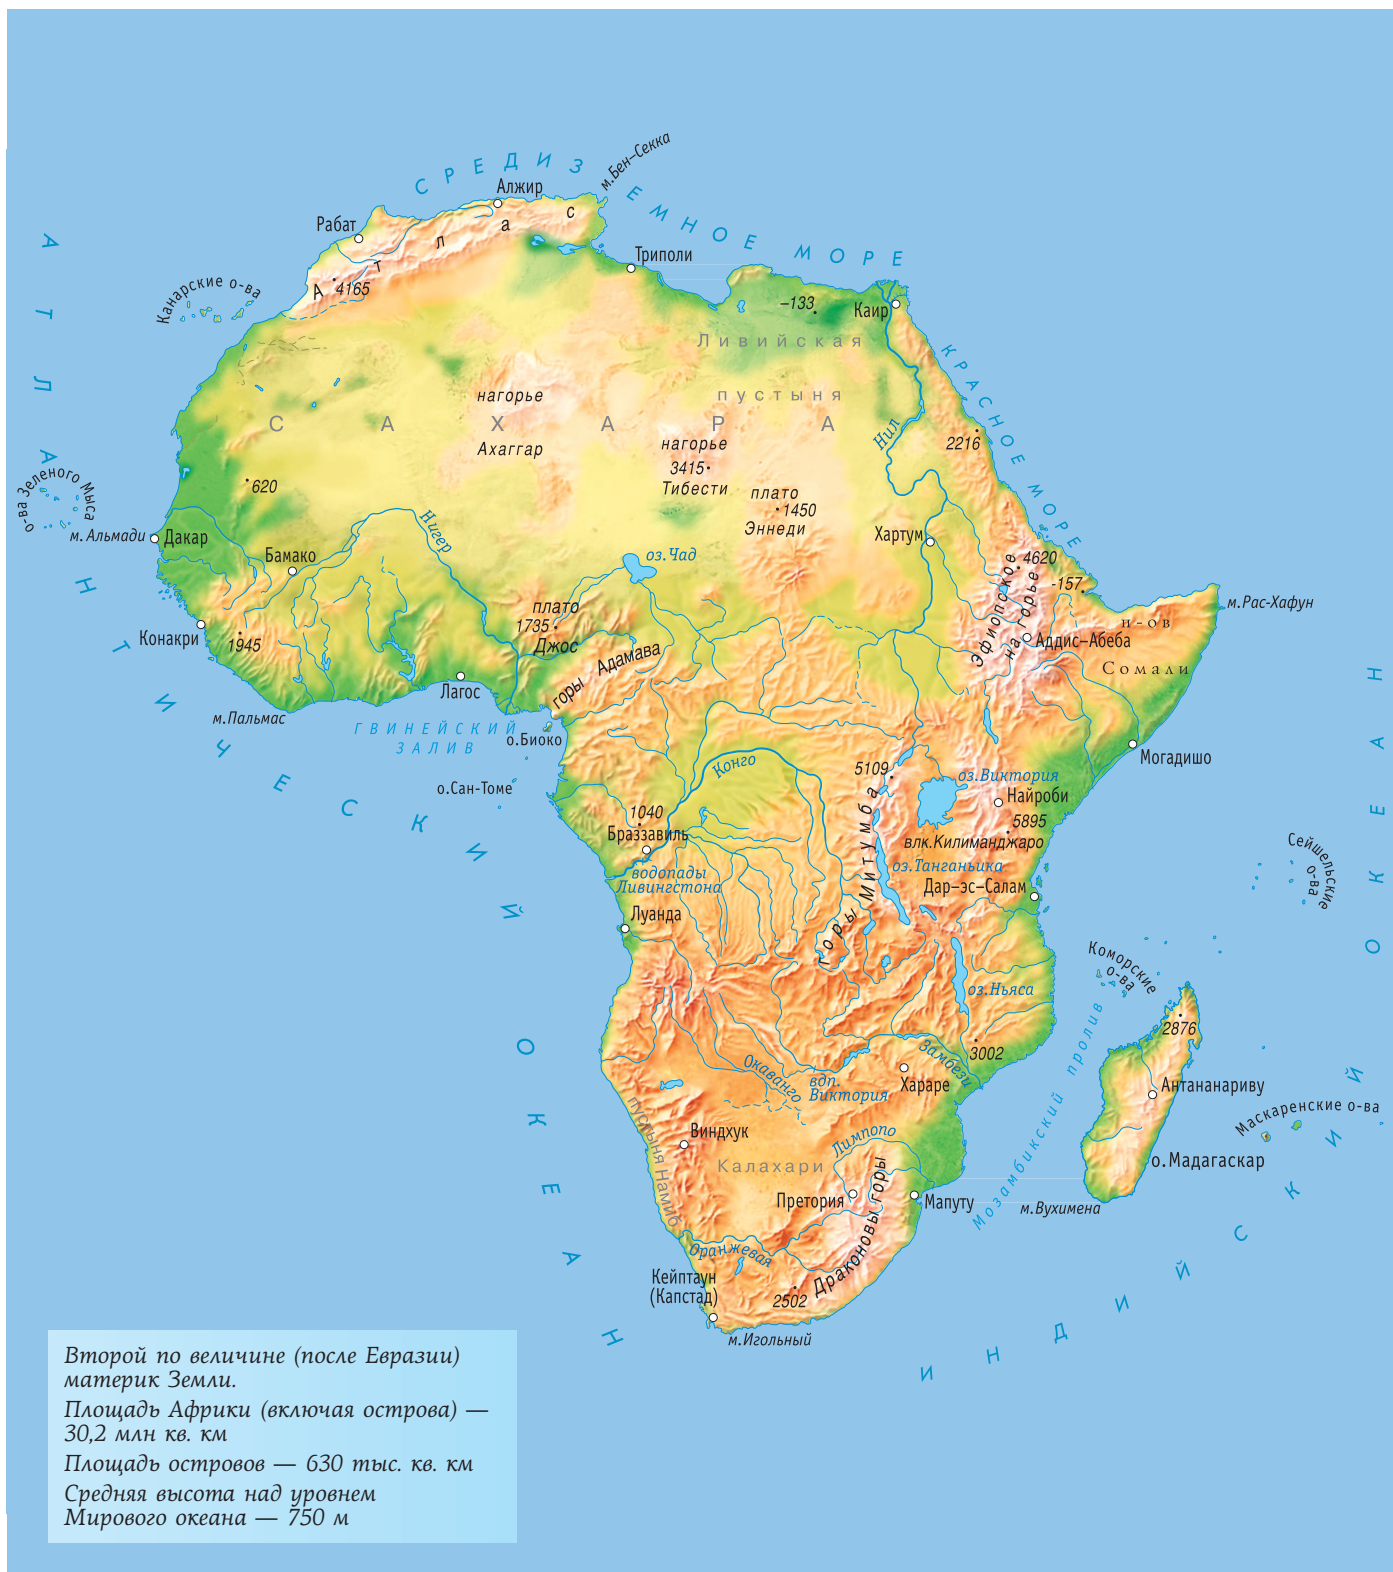 СРЕДИЗЕМНОЕ МОРЕ
м.Бен-Секка
Алжир
Рабат
Атлас
4165
Триполи
Канарские о-ва
-133
Каир
Ливийская
пустыня
КРАСНОЕ МОРЕ
АТЛАНТИЧЕСКИЙ ОКЕАН
нагорье
Ахаггар
САХАРА
нагорье
3415
Тибести
Нил
2216
о-ва Зеленого Мыса
620
плато
1450
Эннеди
м.Альмади
Дакар
Нигер
Бамако
Хартум
оз.Чад
4620
Эфиопское
нагорье
-157
м.Рас-Хафун
Конакри
1945
плато
1735
Джос
горы Адамава
Аддис-Абеба
п-ов
Сомали
Лагос
м.Пальмас
ГВИНЕЙСКИЙ
ЗАЛИВ
о.Биоко
Могадишо
о.Сан-Томе
Конго
5109
оз.Виктория
Найроби
5895
влк.Килиманджаро
1040
Браззавиль
горы Митумба
водопады
Ливингстона
оз.Танганьика
Дар-эс-Салам
Сейшельские
о-ва
Луанда
Коморские
о-ва
оз.Ньяса
2876
3002
Замбези
Окаванго
вдп.
Виктория
Хараре
Антананариву
Маскаренские о-ва
пустыня Намиб
Виндхук
Лимпопо
Калахари
о.Мадагаскар
Претория
Мапуту
м.Вухимена
Мозамбикский пролив
Оранжевая
Драконовы горы
Кейптаун
(Капстад)
2502
м.Игольный
ИНДИЙСКИЙ ОКЕАН
Второй по величине (после Евразии)
материк Земли.
Площадь Африки (включая острова) —
30,2 млн кв. км
Площадь островов — 630 тыс. кв. км
Средняя высота над уровнем
Мирового океана — 750 м